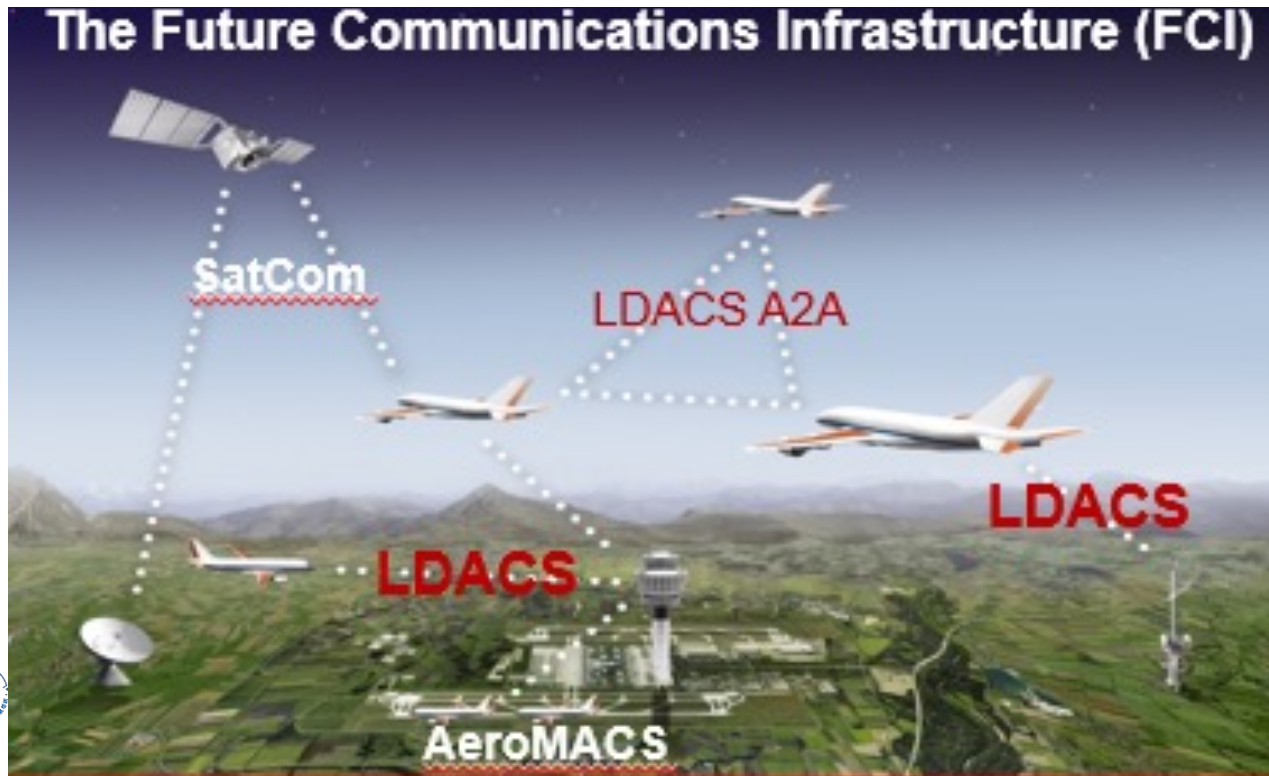 The Future Communications Infrastructure (FCI)
SatCom
LDACS A2A
LDACS
LDACS
AeroMACS